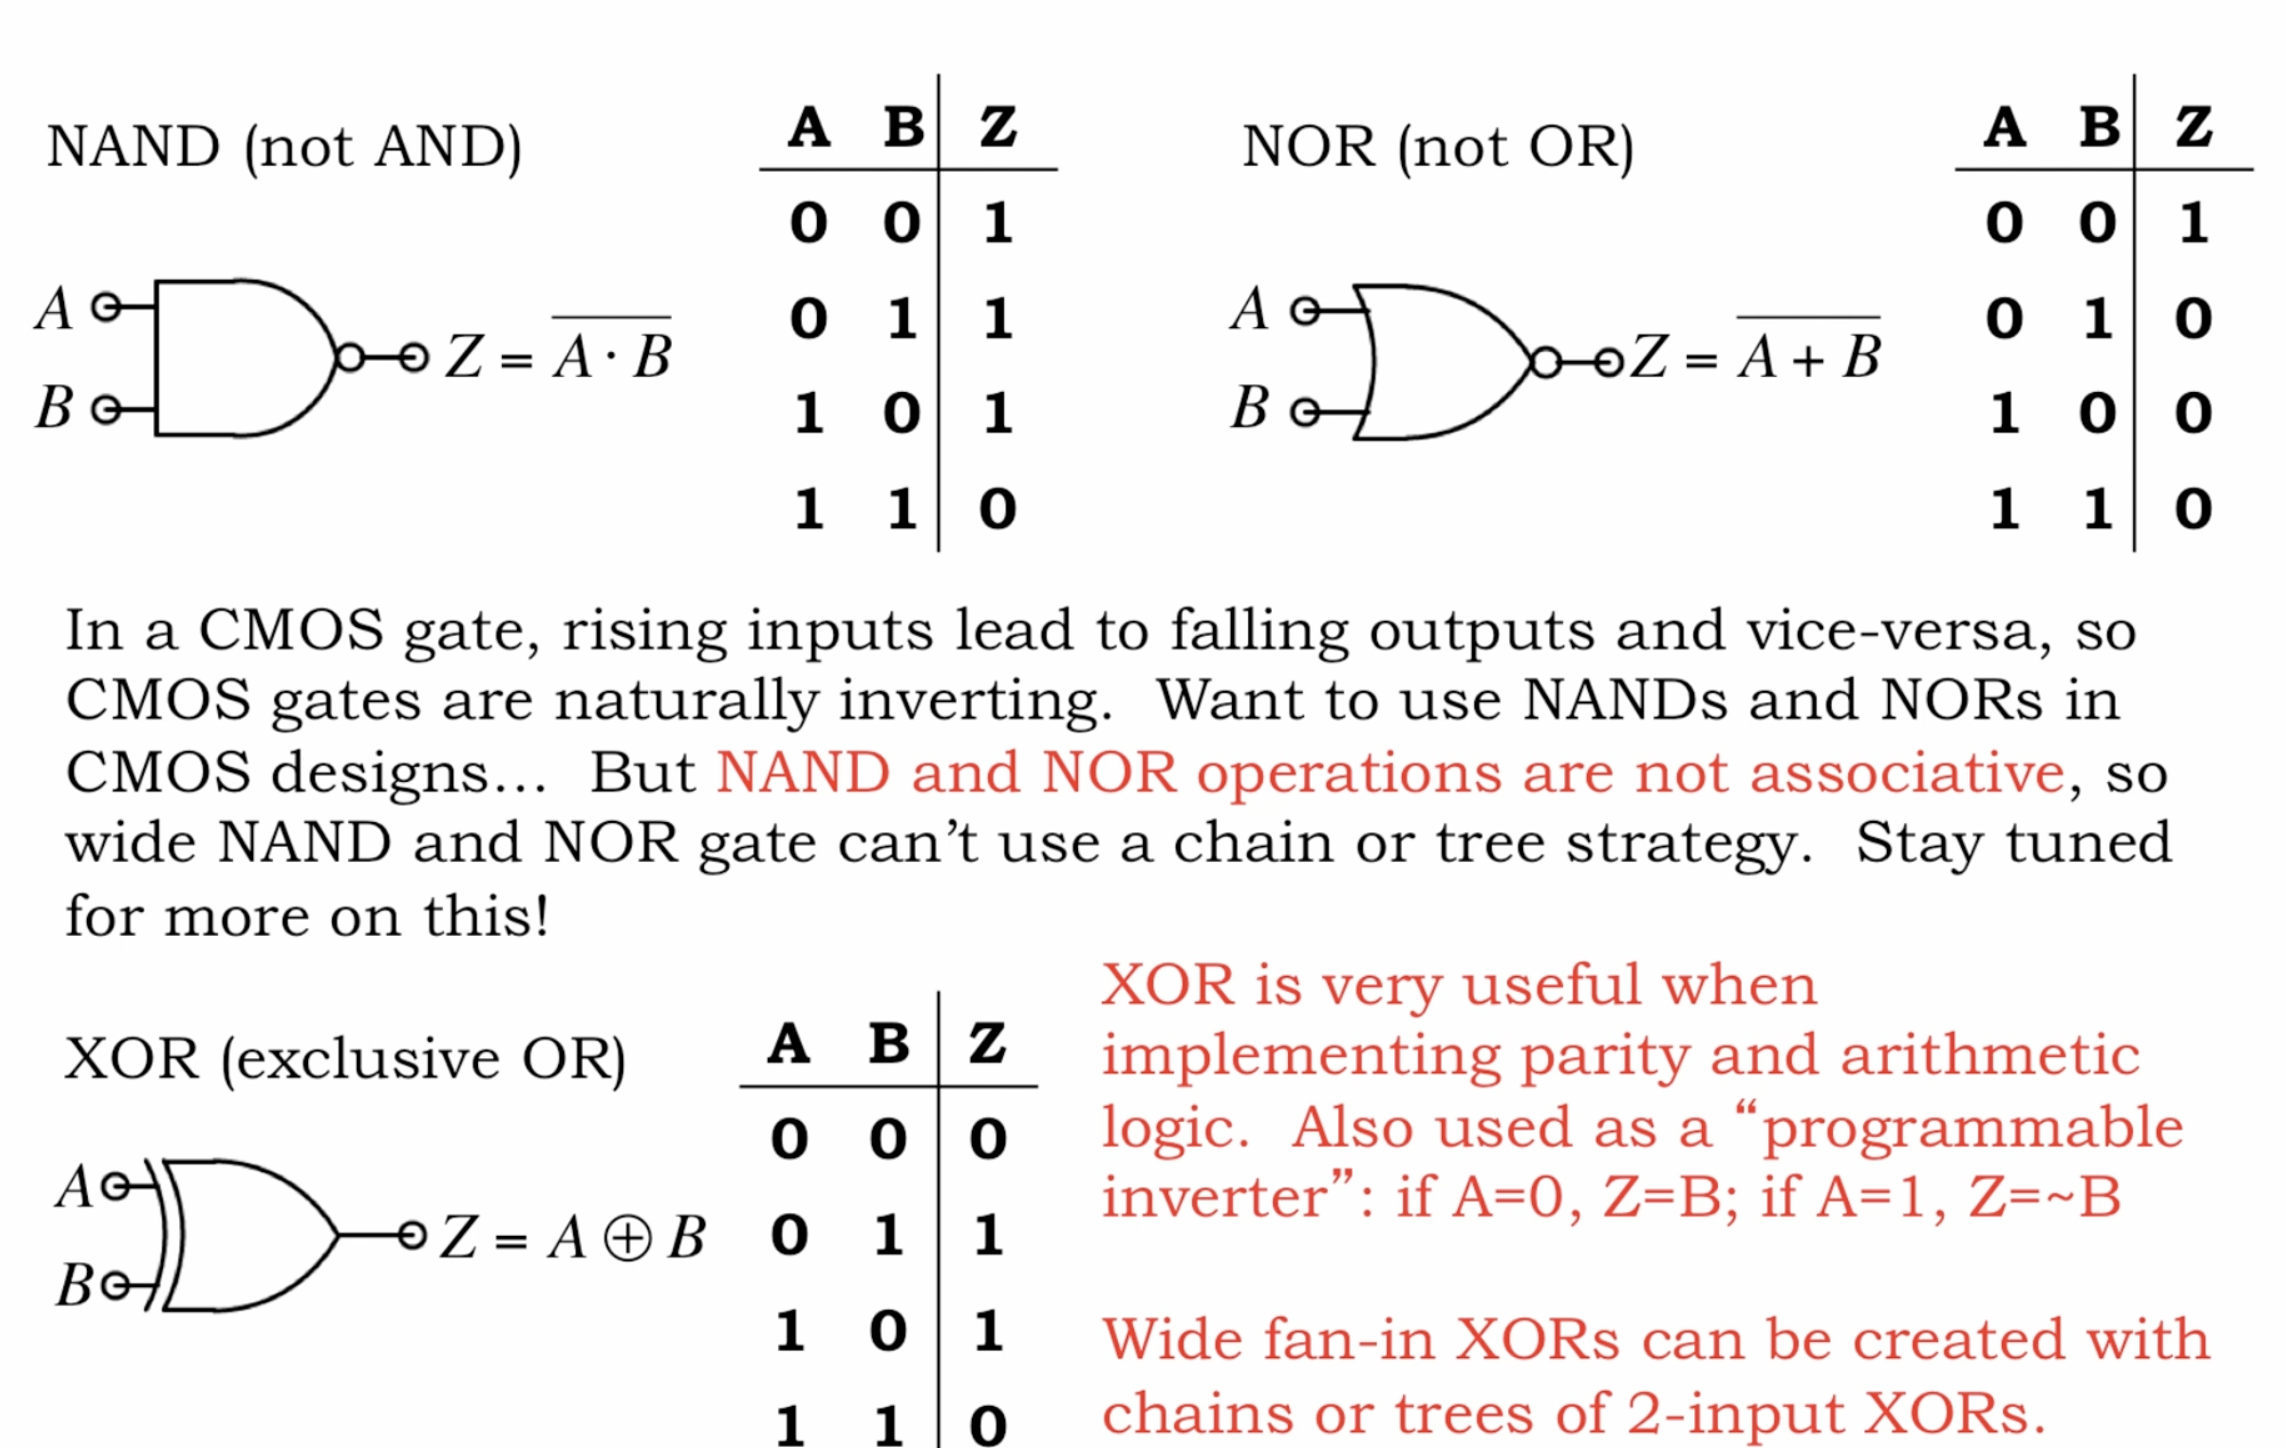 NAND (not AND)
A
B
Z = \overline{A · B}
A B Z
0 0 1
0 1 1
1 0 1
1 1 0
NOR (not OR)
A
B
Z = \overline{A + B}
A B Z
0 0 1
0 1 0
1 0 0
1 1 0
In a CMOS gate, rising inputs lead to falling outputs and vice-versa, so
CMOS gates are naturally inverting. Want to use NANDs and NORs in
CMOS designs… But NAND and NOR operations are not associative, so
wide NAND and NOR gate can’t use a chain or tree strategy. Stay tuned
for more on this!
XOR (exclusive OR)
A
B
Z = A ⊕ B
A B Z
0 0 0
0 1 1
1 0 1
1 1 0
XOR is very useful when
implementing parity and arithmetic
logic. Also used as a “programmable
inverter”: if A=0, Z=B; if A=1, Z=~B
Wide fan-in XORs can be created with
chains or trees of 2-input XORs.